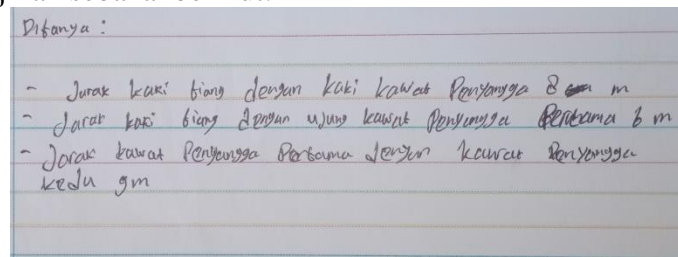 Ditanya :
- Jarak kaki tiang dengan kaki kawat Penyangga 8 m
- Jarak kaki tiang dengan ujung kawat Penyangga Pertama 6 m
- Jarak kawat Penyangga Pertama dengan kawat Penyangga
kedu 9m